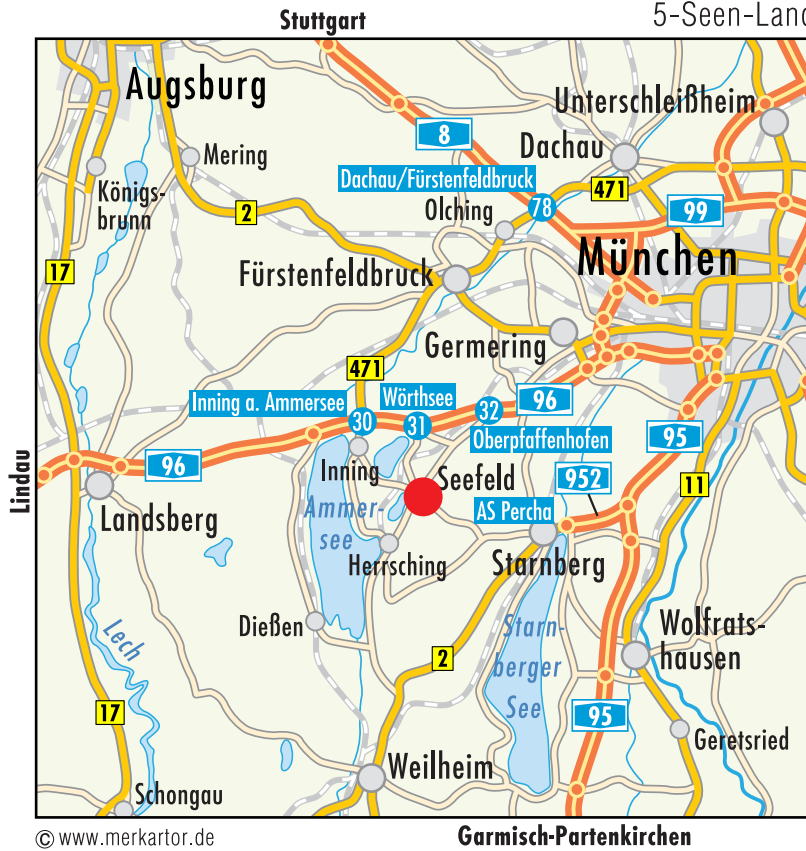 5-Seen-Land
Stuttgart
Augsburg
Unterschleißheim
8
Dachau
Mering
Dachau/Fürstenfeldbruck
Königs-
brunn
2
471
78
99
Olching
17
Fürstenfeldbruck
München
Germering
471
Inning a. Ammersee
Wörthsee
30
31
32
96
Oberpfaffenhofen
95
96
Lindau
Inning
Seefeld
952
11
Landsberg
Ammer-
see
AS Percha
Herrsching
Starnberg
Dießen
Lech
Starn-
berger
See
Wolfrats-
hausen
2
17
95
Geretsried
Weilheim
Schongau
© www.merkartor.de
Garmisch-Partenkirchen